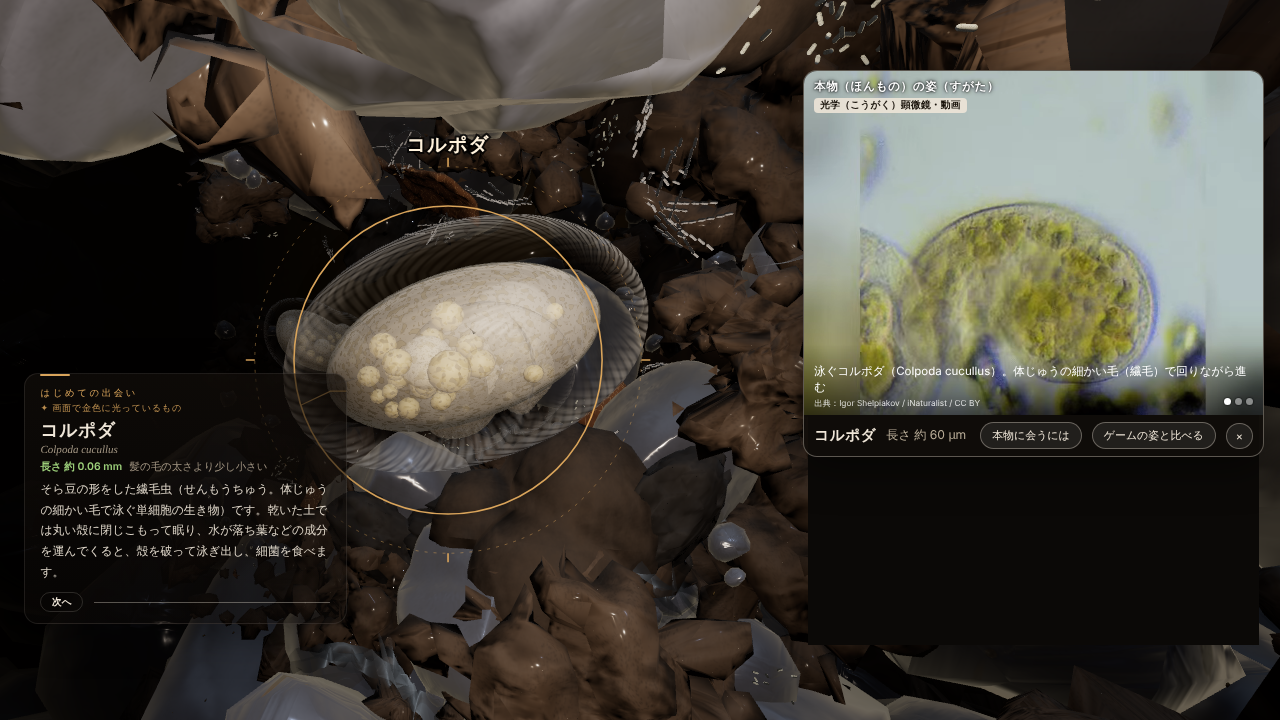 コルポダ
はじめての出会い
✦ 画面で金色に光っているもの
コルポダ
Colpoda cucullus
長さ 約 0.06 mm 髪の毛の太さより少し小さい
そら豆の形をした繊毛虫（せんもうちゅう。体じゅう
の細かい毛で泳ぐ単細胞の生き物）です。乾いた土で
は丸い殻に閉じこもって眠り、水が落ち葉などの成分
を運んでくると、殻を破って泳ぎ出し、細菌を食べま
す。
次へ
本物（ほんもの）の姿（すがた）
光学（こうがく）顕微鏡・動画
泳ぐコルポダ（Colpoda cucullus）。体じゅうの細かい毛（繊毛）で回りながら進
む
出典：Igor Shelpiakov / iNaturalist / CC BY
コルポダ 長さ 約 60 µm 本物に会うには ゲームの姿と比べる ×